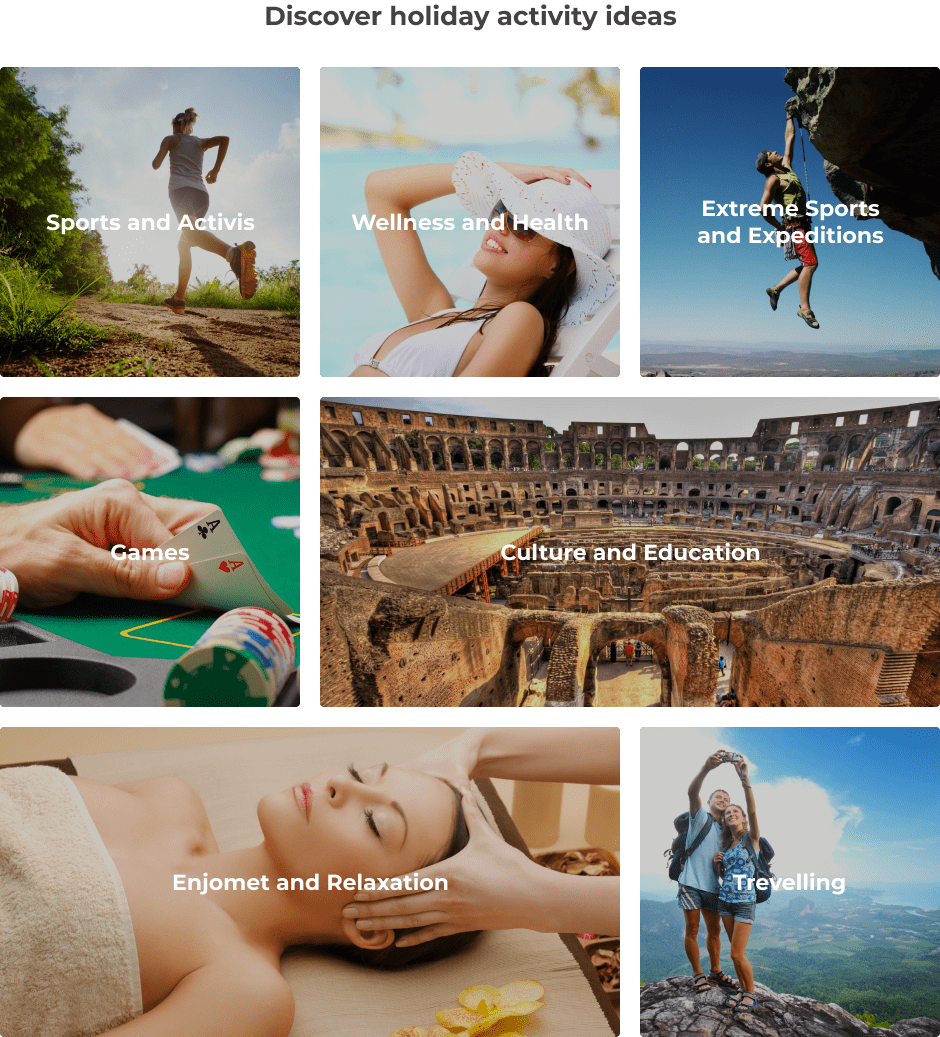 Discover holiday activity ideas
Sports and Activis
Wellness and Health
Extreme Sports
and Expeditions
Games
Culture and Education
Enjomet and Relaxation
Trevelling